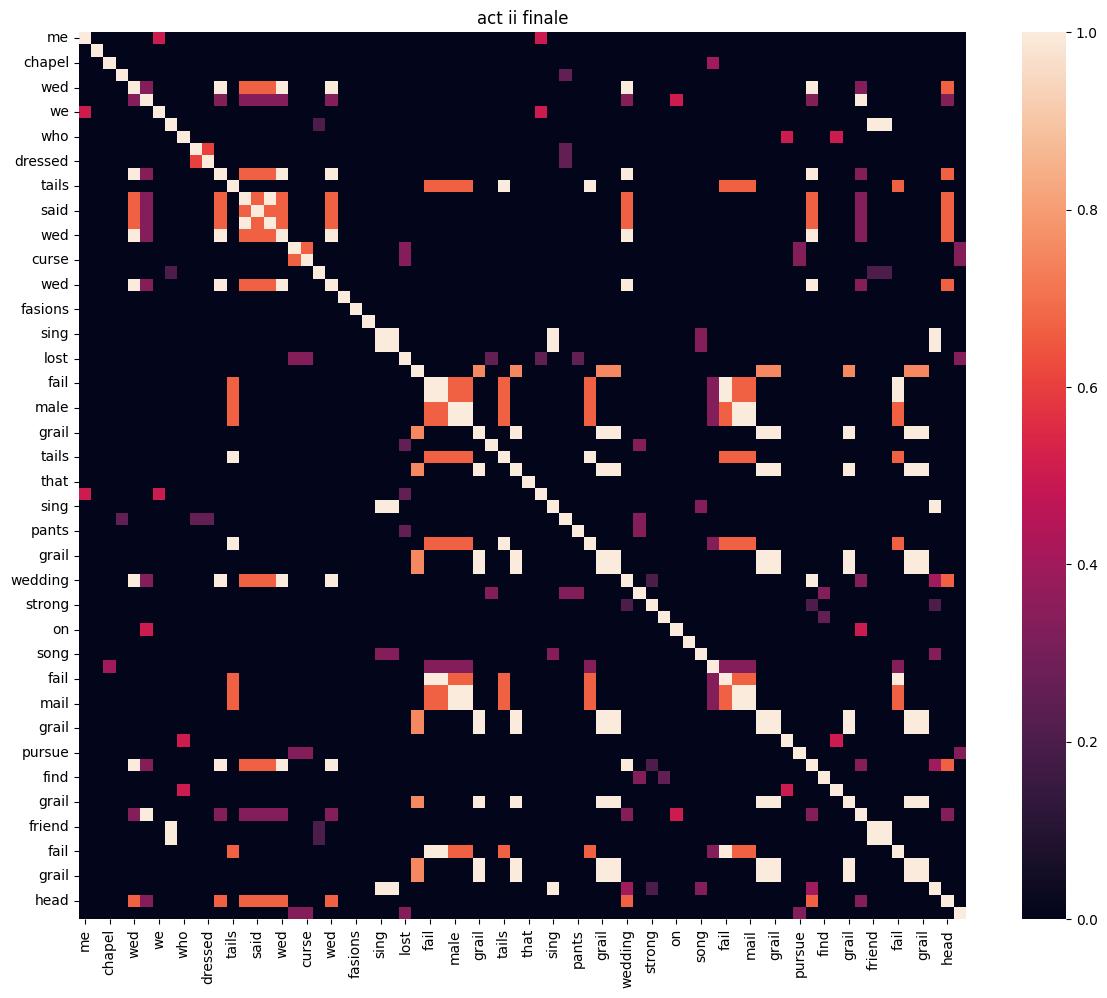 act ii finale
me
chapel
wed
we
who
dressed
tails
said
wed
curse
wed
fasions
sing
lost
fail
male
grail
tails
that
sing
pants
grail
wedding
strong
on
song
fail
mail
grail
pursue
find
grail
friend
fail
grail
head
1.0
0.8
0.6
0.4
0.2
0.0
me
chapel
wed
we
who
dressed
tails
said
wed
curse
wed
fasions
sing
lost
fail
male
grail
tails
that
sing
pants
grail
wedding
strong
on
song
fail
mail
grail
pursue
find
grail
friend
fail
grail
head